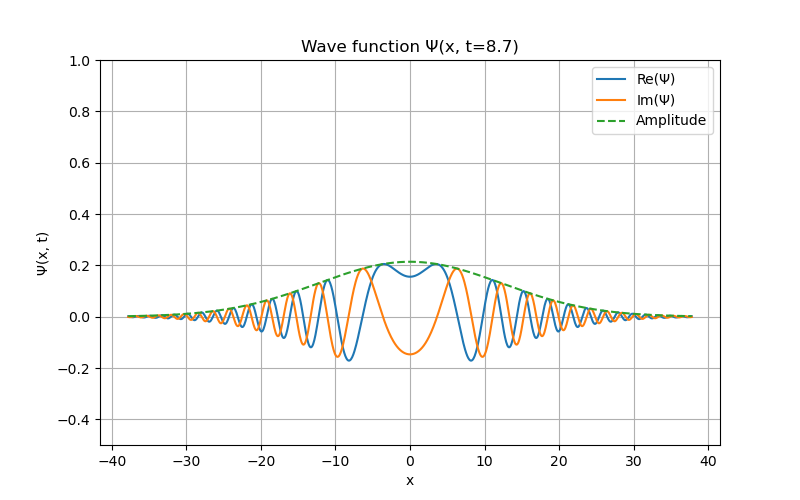 Wave function Ψ(x, t=8.7)
Re(Ψ)
Im(Ψ)
Amplitude
Ψ(x, t)
1.0
0.8
0.6
0.4
0.2
0.0
−0.2
−0.4
−40 −30 −20 −10 0 10 20 30 40
x